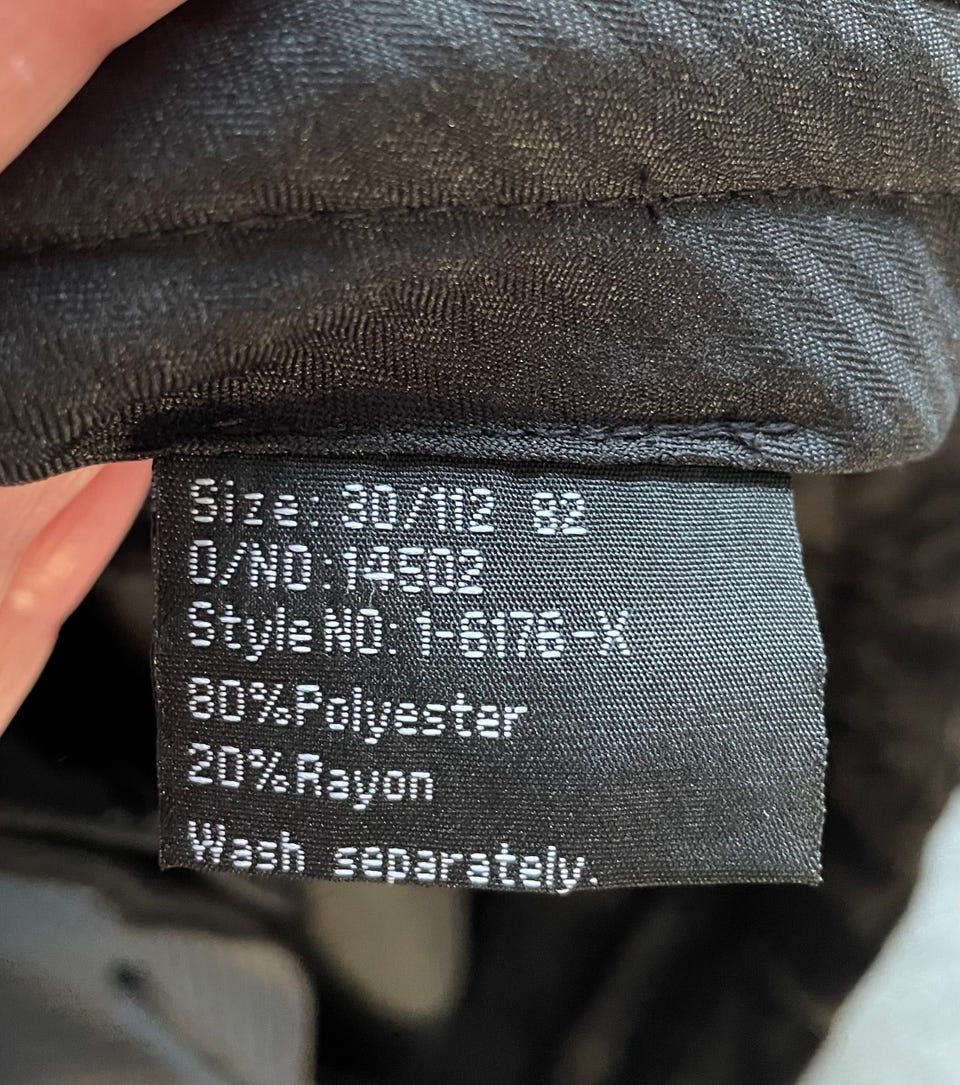 Size: 30/112 82
O/NO:14502
Style NO: 1-6176-X
80%Polyester
20%Rayon
Wash separately.